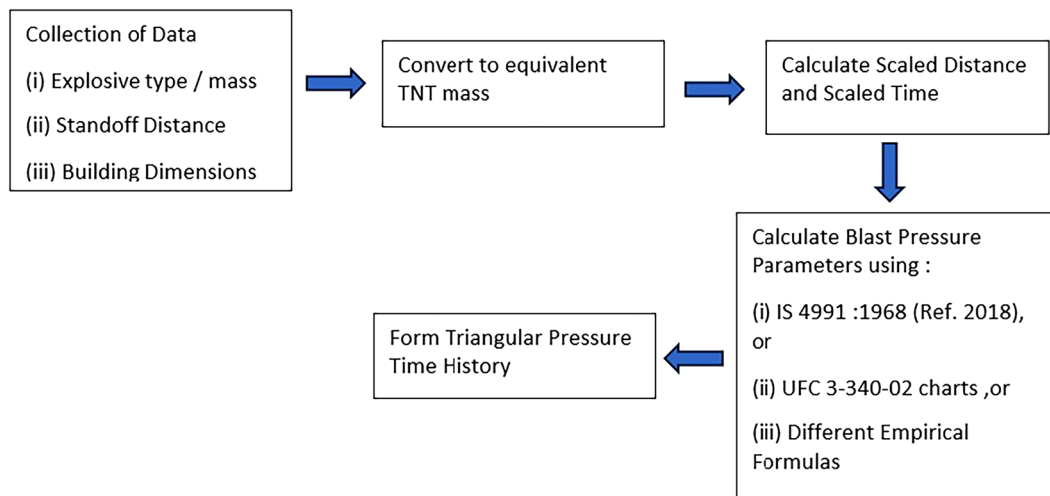 Collection of Data
(i) Explosive type / mass
(ii) Standoff Distance
(iii) Building Dimensions
Convert to equivalent
TNT mass
Calculate Scaled Distance
and Scaled Time
Calculate Blast Pressure
Parameters using :
(i) IS 4991 :1968 (Ref. 2018),
or
(ii) UFC 3-340-02 charts ,or
(iii) Different Empirical
Formulas
Form Triangular Pressure
Time History